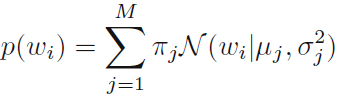 p(w_i) = \sum_{j=1}^{M} \pi_j \mathcal{N}(w_i|\mu_j, \sigma_j^2)